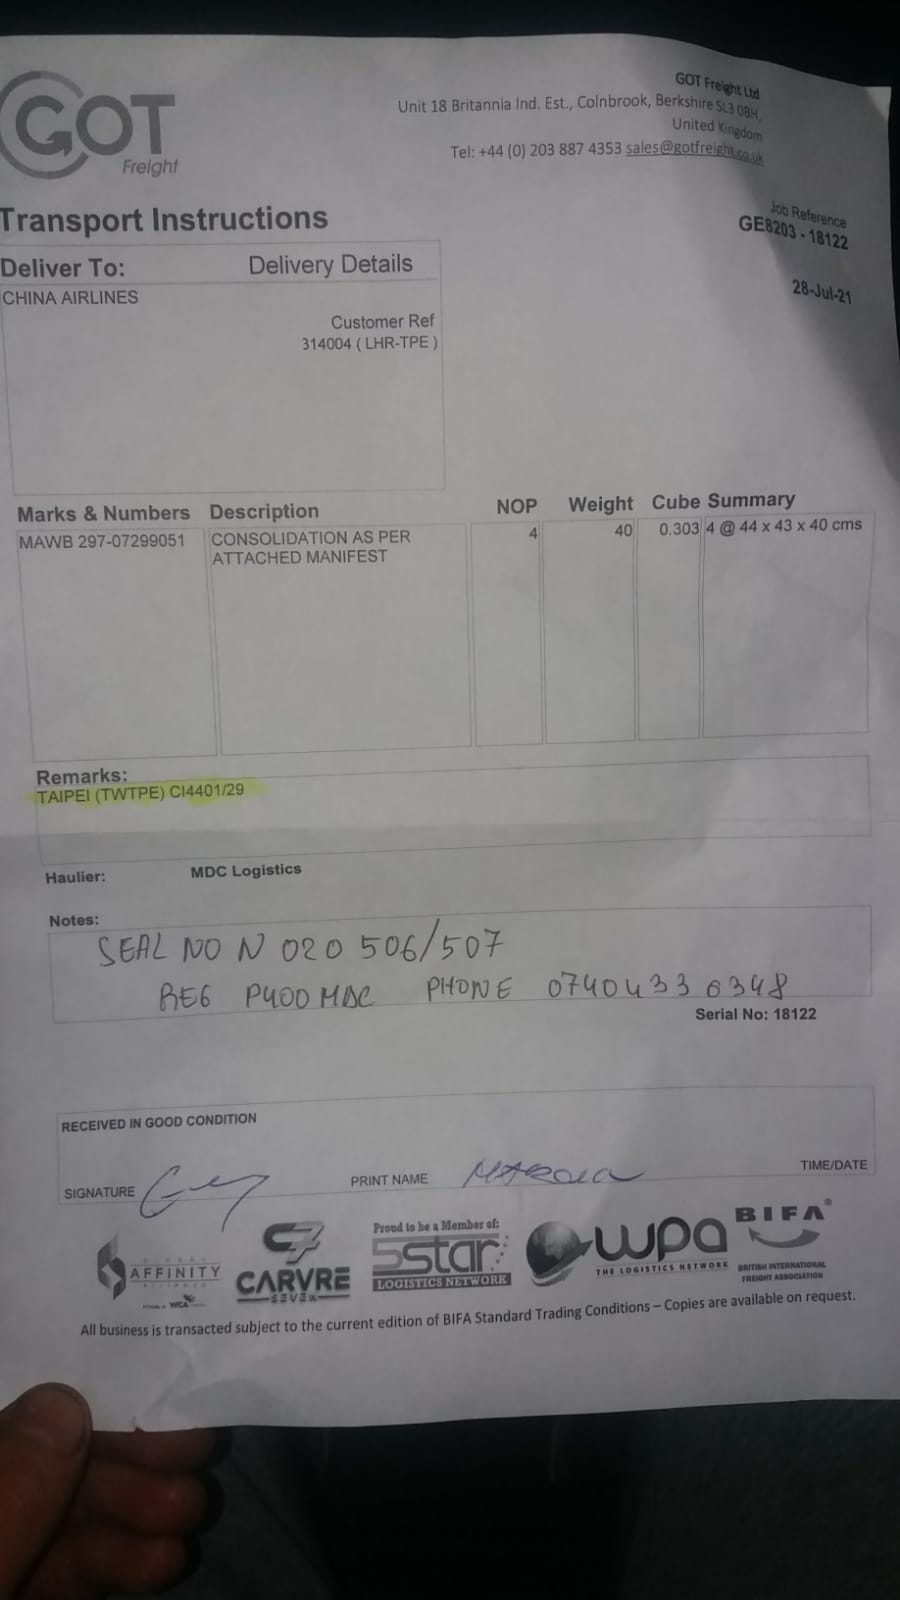 GOT
Freight
GOT Freight Ltd
Unit 18 Britannia Ind. Est., Colnbrook, Berkshire SL3 0BH,
United Kingdom
Tel: +44 (0) 203 887 4353 sales@gotfreight.co.uk
Transport Instructions
Job Reference
GE8203 - 18122
28-Jul-21
Deliver To: Delivery Details
CHINA AIRLINES
Customer Ref
314004 ( LHR-TPE )
Marks & Numbers Description NOP Weight Cube Summary
MAWB 297-07299051 CONSOLIDATION AS PER 4 40 0.303 4 @ 44 x 43 x 40 cms
ATTACHED MANIFEST
Remarks:
TAIPEI (TWTPE) CI4401/29
Haulier: MDC Logistics
Notes:
SEAL NO N 020 506/507
REG P400 MDC PHONE 07404330348
Serial No: 18122
RECEIVED IN GOOD CONDITION
SIGNATURE PRINT NAME TIME/DATE
GLOBAL AFFINITY ALLIANCE
WCA
C7
CARVRE
SEVEN
Proud to be a Member of:
5star
LOGISTICS NETWORK
wpa
THE LOGISTICS NETWORK
BIFA®
BRITISH INTERNATIONAL
FREIGHT ASSOCIATION
All business is transacted subject to the current edition of BIFA Standard Trading Conditions – Copies are available on request.